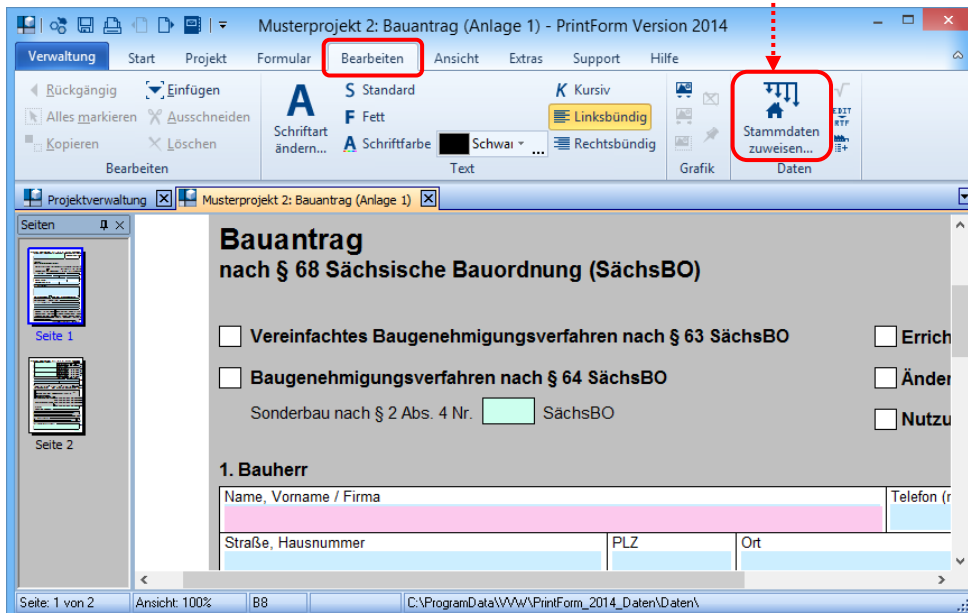 Musterprojekt 2: Bauantrag (Anlage 1) - PrintForm Version 2014
Verwaltung Start Projekt Formular Bearbeiten Ansicht Extras Support Hilfe
Rückgängig Einfügen
Alles markieren Ausschneiden
Kopieren Löschen
Bearbeiten
Schriftart
ändern...
S Standard
F Fett
A Schriftfarbe Schwar ...
K Kursiv
Linksbündig
Rechtsbündig
Text
Grafik
Stammdaten
zuweisen...
EDIT
RTF
Daten
Projektverwaltung Musterprojekt 2: Bauantrag (Anlage 1)
Seiten
Seite 1
Seite 2
Bauantrag
nach § 68 Sächsische Bauordnung (SächsBO)
Vereinfachtes Baugenehmigungsverfahren nach § 63 SächsBO
Errich
Baugenehmigungsverfahren nach § 64 SächsBO
Änder
Sonderbau nach § 2 Abs. 4 Nr. SächsBO
Nutzu
1. Bauherr
Name, Vorname / Firma
Telefon (
Straße, Hausnummer PLZ Ort
Seite: 1 von 2 Ansicht: 100% B8 C:\ProgramData\VVW\PrintForm_2014_Daten\Daten\